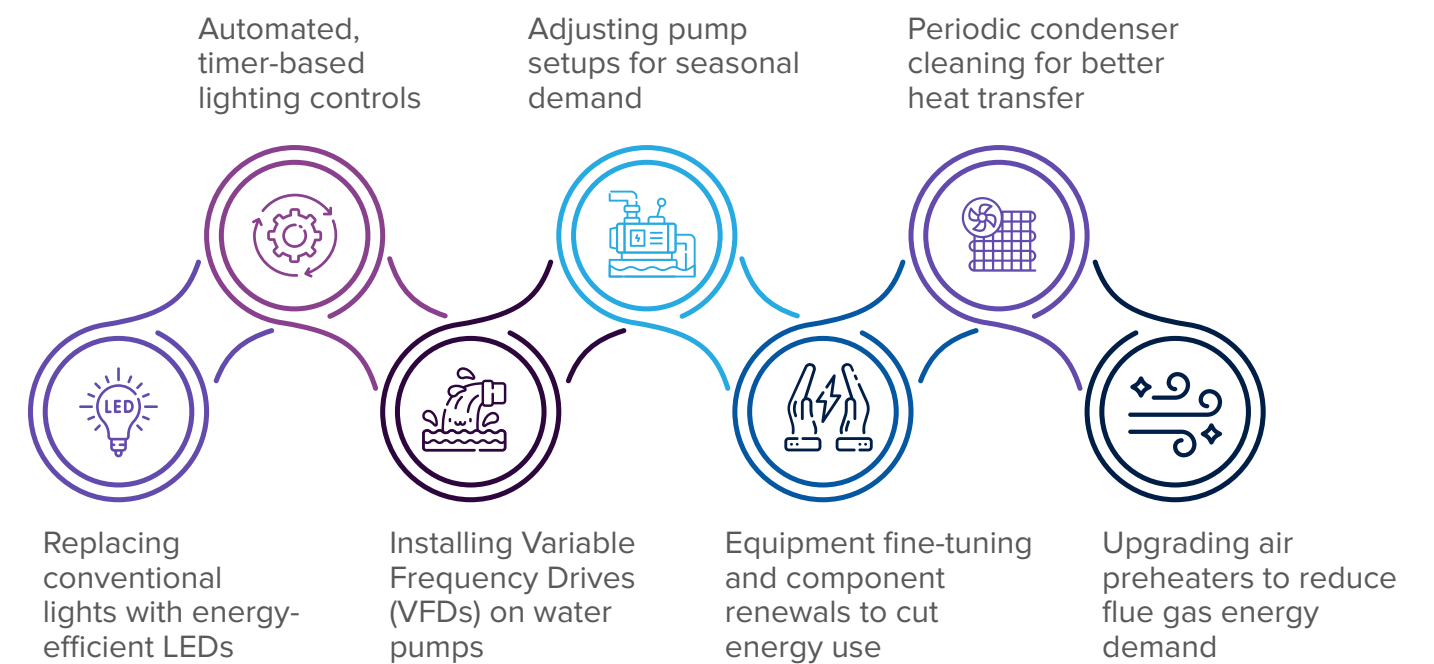 Automated,
timer-based
lighting controls
Adjusting pump
setups for seasonal
demand
Periodic condenser
cleaning for better
heat transfer
LED
Replacing
conventional
lights with energy-
efficient LEDs
Installing Variable
Frequency Drives
(VFDs) on water
pumps
Equipment fine-tuning
and component
renewals to cut
energy use
Upgrading air
preheaters to reduce
flue gas energy
demand